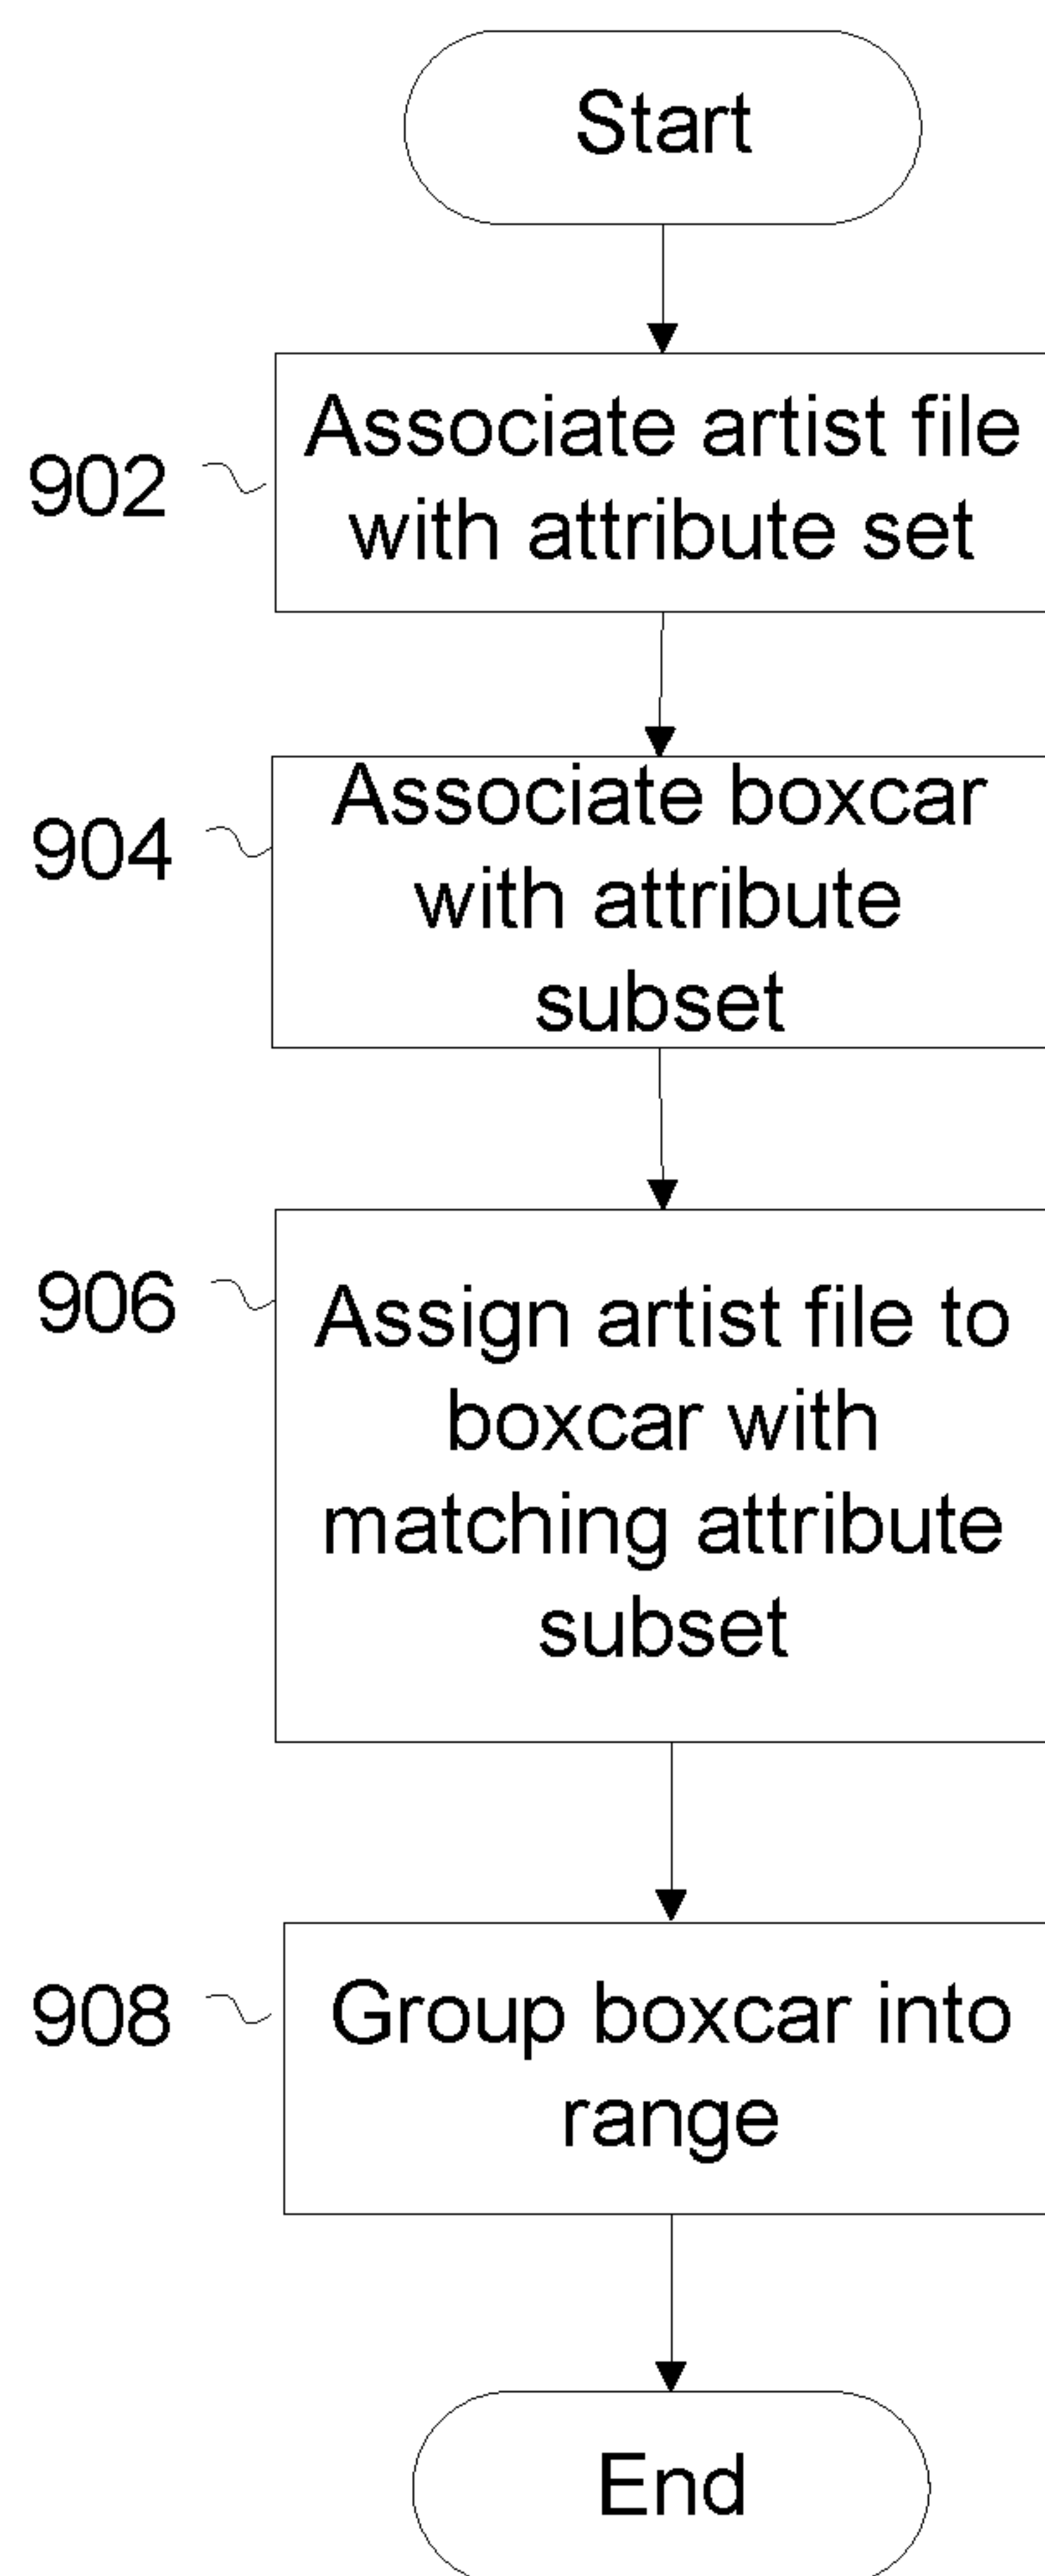 Start
902
Associate artist file
with attribute set
904
Associate boxcar
with attribute
subset
906
Assign artist file to
boxcar with
matching attribute
subset
908
Group boxcar into
range
End